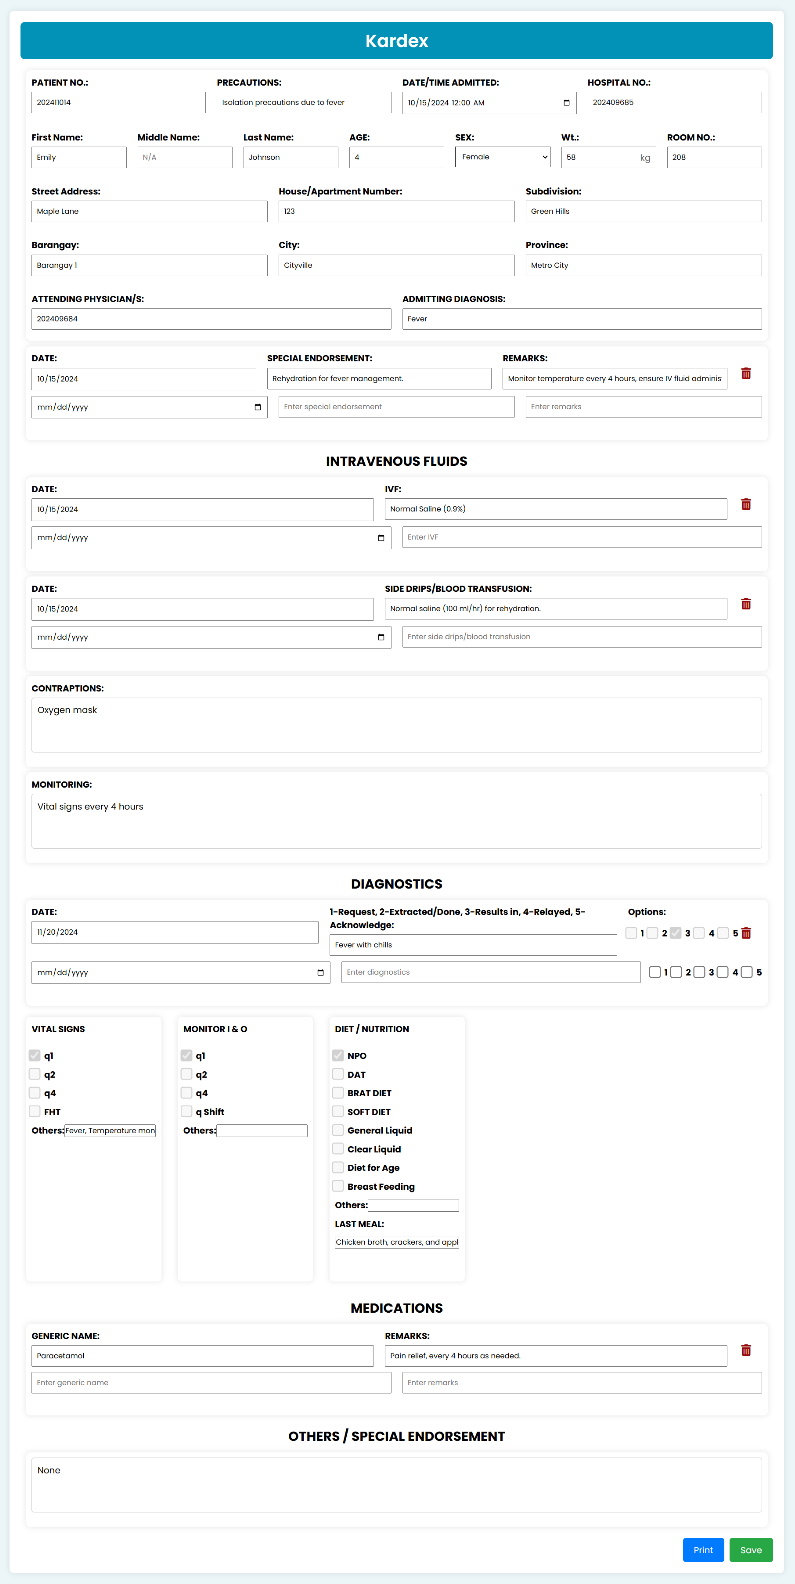 Kardex
PATIENT NO.: PRECAUTIONS: DATE/TIME ADMITTED: HOSPITAL NO.:
202411014 Isolation precautions due to fever 10/15/2024 12:00 AM 202409685
First Name: Middle Name: Last Name: AGE: SEX: Wt.: ROOM NO.:
Emily N/A Johnson 4 Female 58 kg 208
Street Address: House/Apartment Number: Subdivision:
Maple Lane 123 Green Hills
Barangay: City: Province:
Barangay 1 Cityville Metro City
ATTENDING PHYSICIAN/S: ADMITTING DIAGNOSIS:
202409684 Fever
DATE: SPECIAL ENDORSEMENT: REMARKS:
10/15/2024 Rehydration for fever management. Monitor temperature every 4 hours, ensure IV fluid adminis
mm/dd/yyyy Enter special endorsement Enter remarks
INTRAVENOUS FLUIDS
DATE: IVF:
10/15/2024 Normal Saline (0.9%)
mm/dd/yyyy Enter IVF
DATE: SIDE DRIPS/BLOOD TRANSFUSION:
10/15/2024 Normal saline (100 ml/hr) for rehydration.
mm/dd/yyyy Enter side drips/blood transfusion
CONTRAPTIONS:
Oxygen mask
MONITORING:
Vital signs every 4 hours
DIAGNOSTICS
DATE: 1-Request, 2-Extracted/Done, 3-Results in, 4-Relayed, 5- Options:
Acknowledge:
11/20/2024 1 2 3 4 5
Fever with chills
mm/dd/yyyy Enter diagnostics 1 2 3 4 5
VITAL SIGNS
q1
q2
q4
FHT
Others: Fever, Temperature mon
MONITOR I & O
q1
q2
q4
q Shift
Others:
DIET / NUTRITION
NPO
DAT
BRAT DIET
SOFT DIET
General Liquid
Clear Liquid
Diet for Age
Breast Feeding
Others:
LAST MEAL:
Chicken broth, crackers, and appl
MEDICATIONS
GENERIC NAME: REMARKS:
Paracetamol Pain relief, every 4 hours as needed.
Enter generic name Enter remarks
OTHERS / SPECIAL ENDORSEMENT
None
Print Save